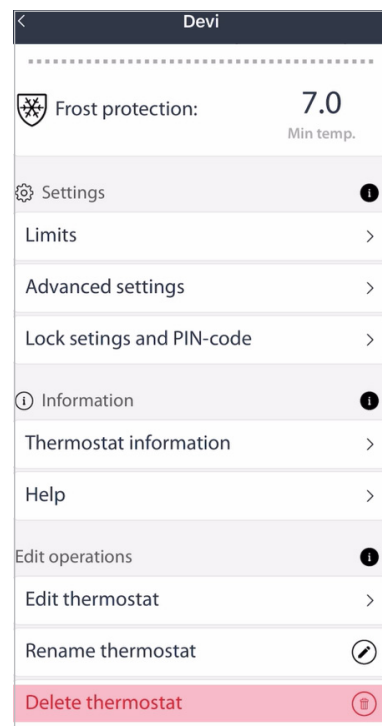 Devi
Frost protection:
7.0
Min temp.
Settings
Limits
Advanced settings
Lock setings and PIN-code
Information
Thermostat information
Help
Edit operations
Edit thermostat
Rename thermostat
Delete thermostat